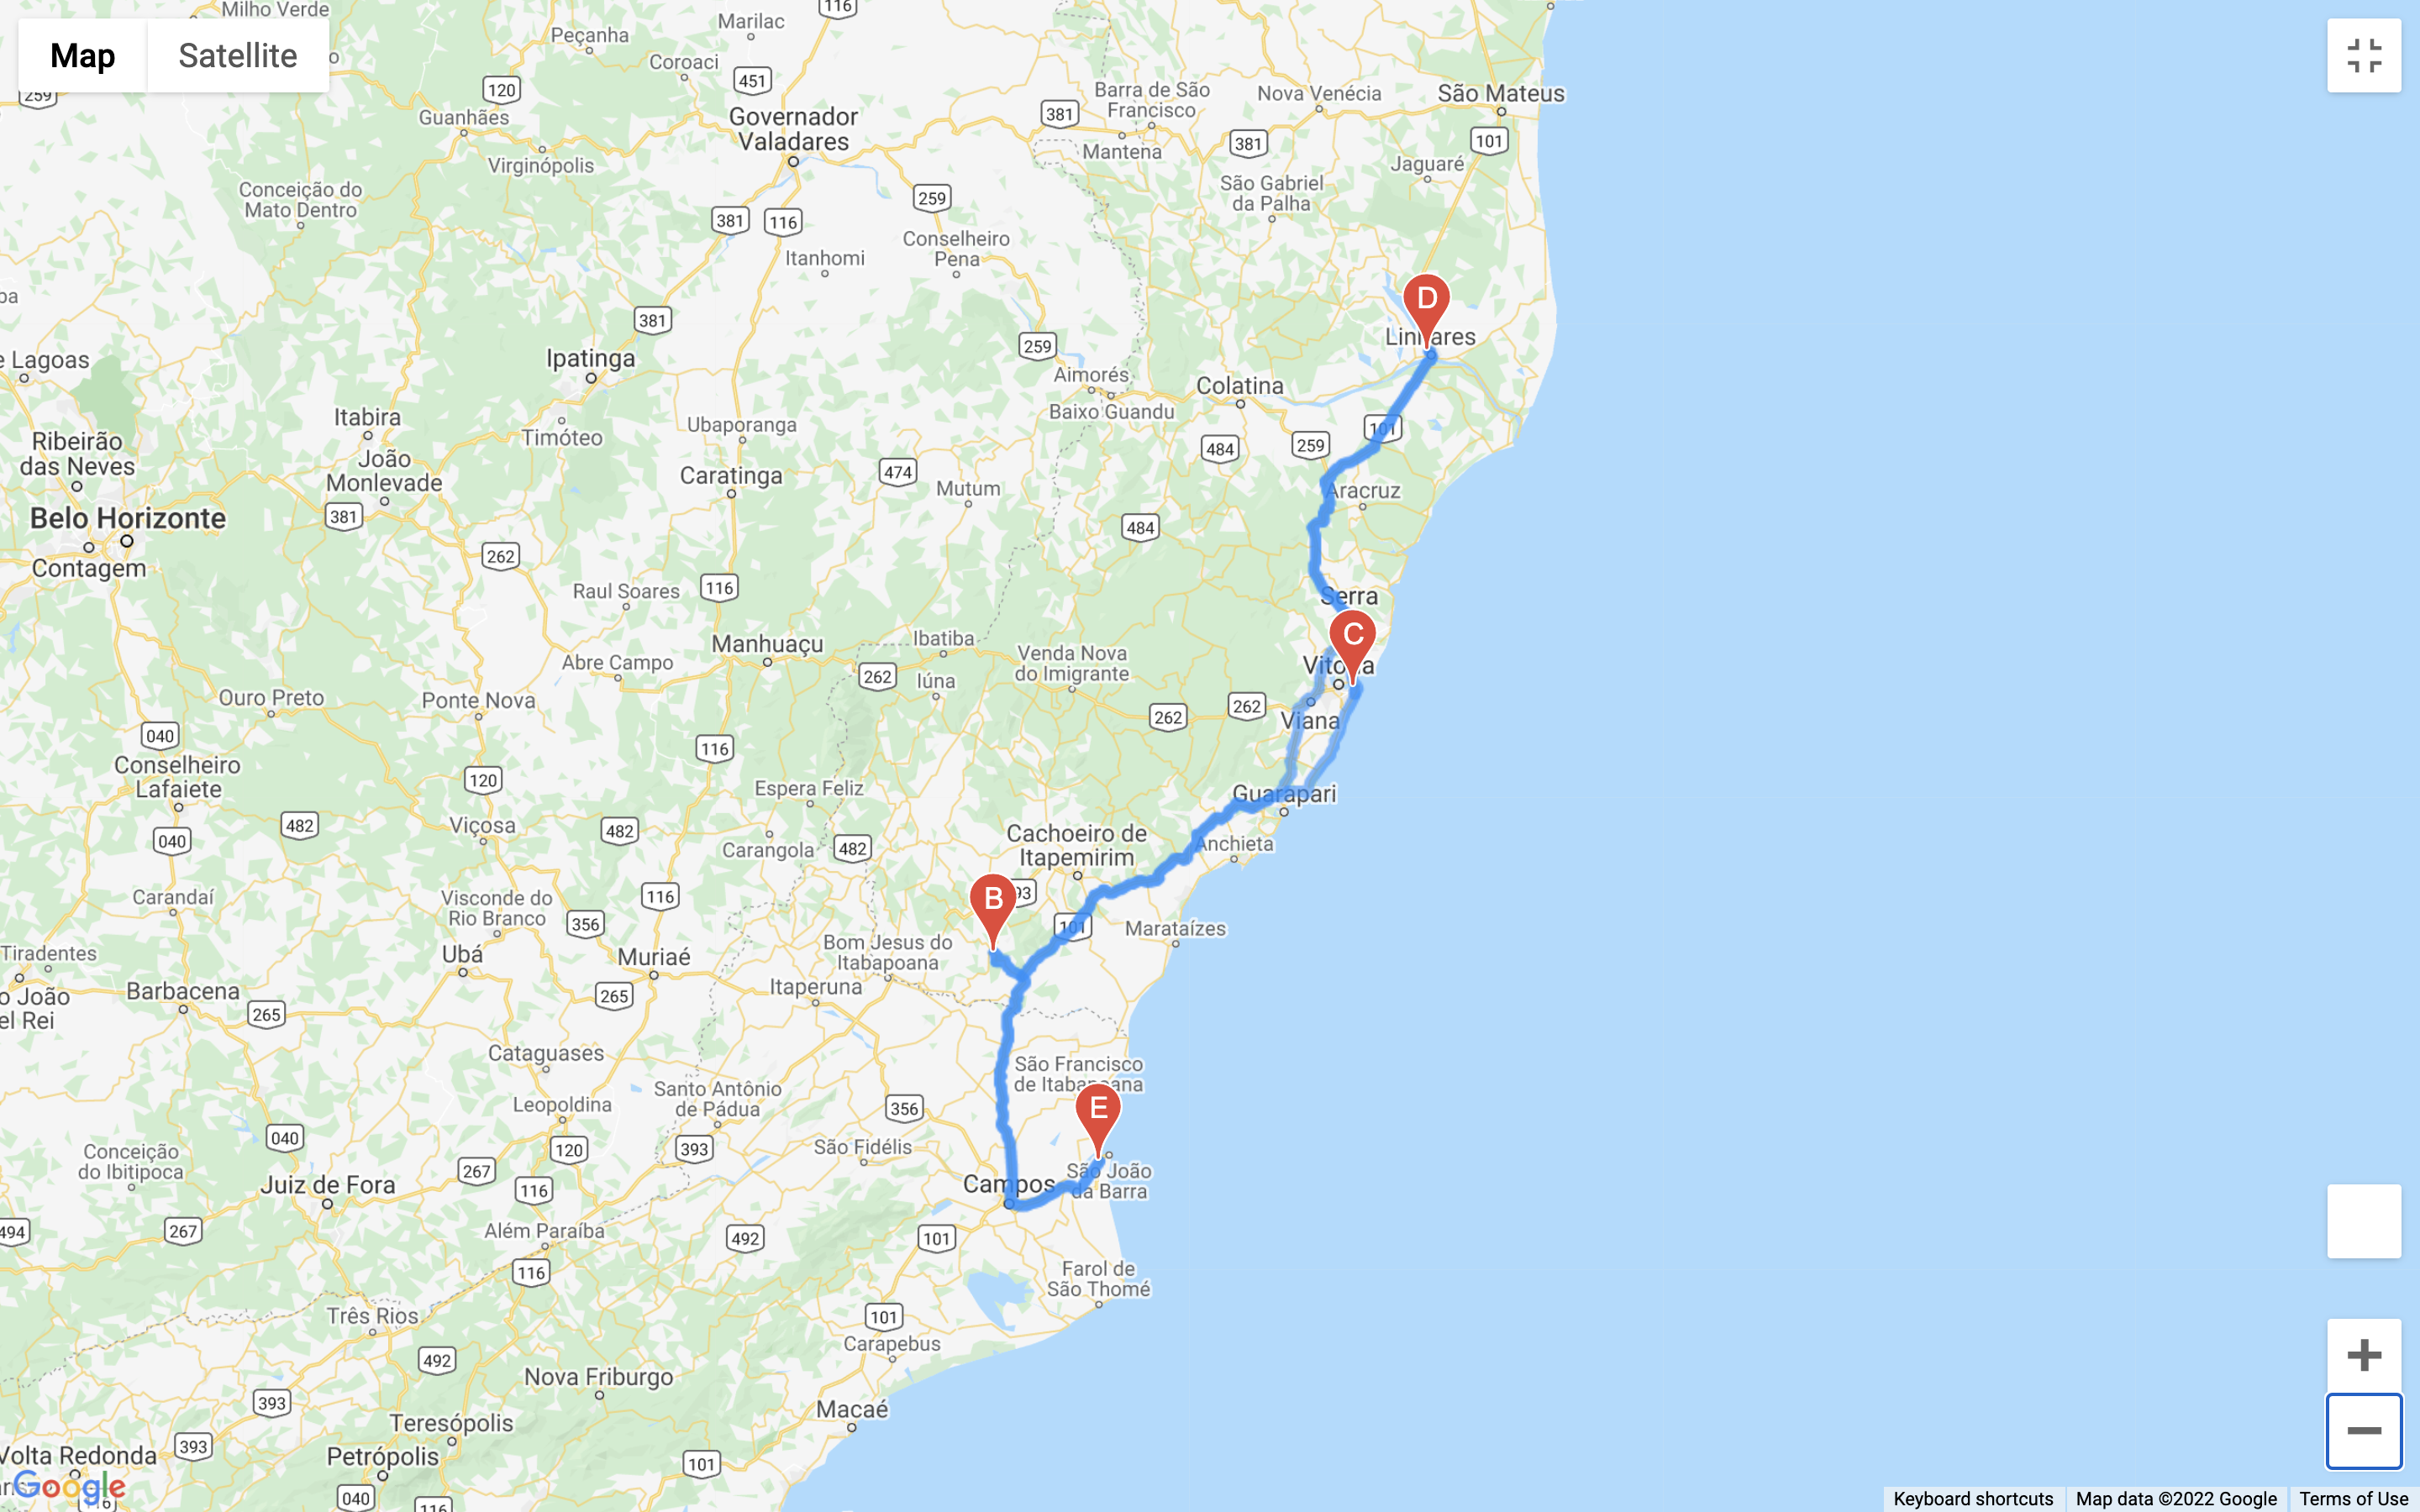 Milho Verde
Marilac
116
Map
Satellite
Peçanha
Coroaci
259
120
451
Barra de São
Francisco
Nova Venécia
São Mateus
Guanhães
Governador
Valadares
381
381
101
Virginópolis
Mantena
Jaguaré
Conceição do
Mato Dentro
259
São Gabriel
da Palha
381
116
Itanhomi
Conselheiro
Pena
D
381
Linhares
e Lagoas
Ipatinga
259
Aimorés
Colatina
Itabira
Baixo Guandu
Timóteo
Ubaporanga
101
Ribeirão
das Neves
João
Monlevade
484
259
Caratinga
474
Mutum
Aracruz
Belo Horizonte
381
484
262
Contagem
Raul Soares
116
Serra
Manhuaçu
Ibatiba
C
Abre Campo
Venda Nova
do Imigrante
Vitória
262
Iúna
Ouro Preto
Ponte Nova
262
262
Viana
040
116
Conselheiro
Lafaiete
120
Espera Feliz
Guarapari
482
Viçosa
482
Cachoeiro de
Itapemirim
040
Carangola
482
Anchieta
Carandaí
Visconde do
Rio Branco
116
B
93
356
101
Marataízes
Tiradentes
Ubá
Muriaé
Bom Jesus do
Itabapoana
o João
el Rei
Barbacena
265
Itaperuna
265
Cataguases
São Francisco
de Itabapoana
Santo Antônio
de Pádua
Leopoldina
356
E
040
120
393
São Fidélis
Conceição
do Ibitipoca
267
São João
da Barra
Juiz de Fora
116
Campos
494
267
Além Paraíba
492
101
116
Farol de
São Thomé
Três Rios
101
Carapebus
492
Nova Friburgo
393
Macaé
Teresópolis
Volta Redonda
393
Petrópolis
101
Google
040
116
Keyboard shortcuts
Map data ©2022 Google
Terms of Use